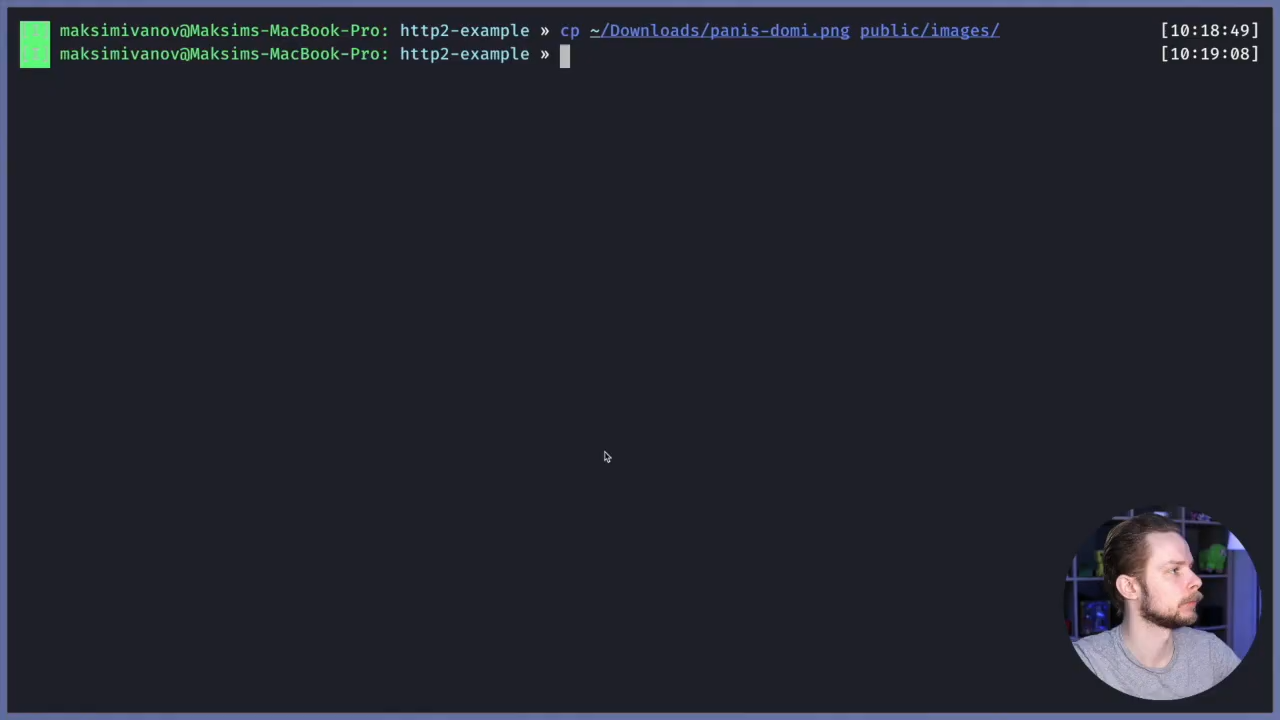 maksimivanov@Maksims-MacBook-Pro: http2-example » cp ~/Downloads/panis-domi.png public/images/ [10:18:49]
maksimivanov@Maksims-MacBook-Pro: http2-example » [10:19:08]